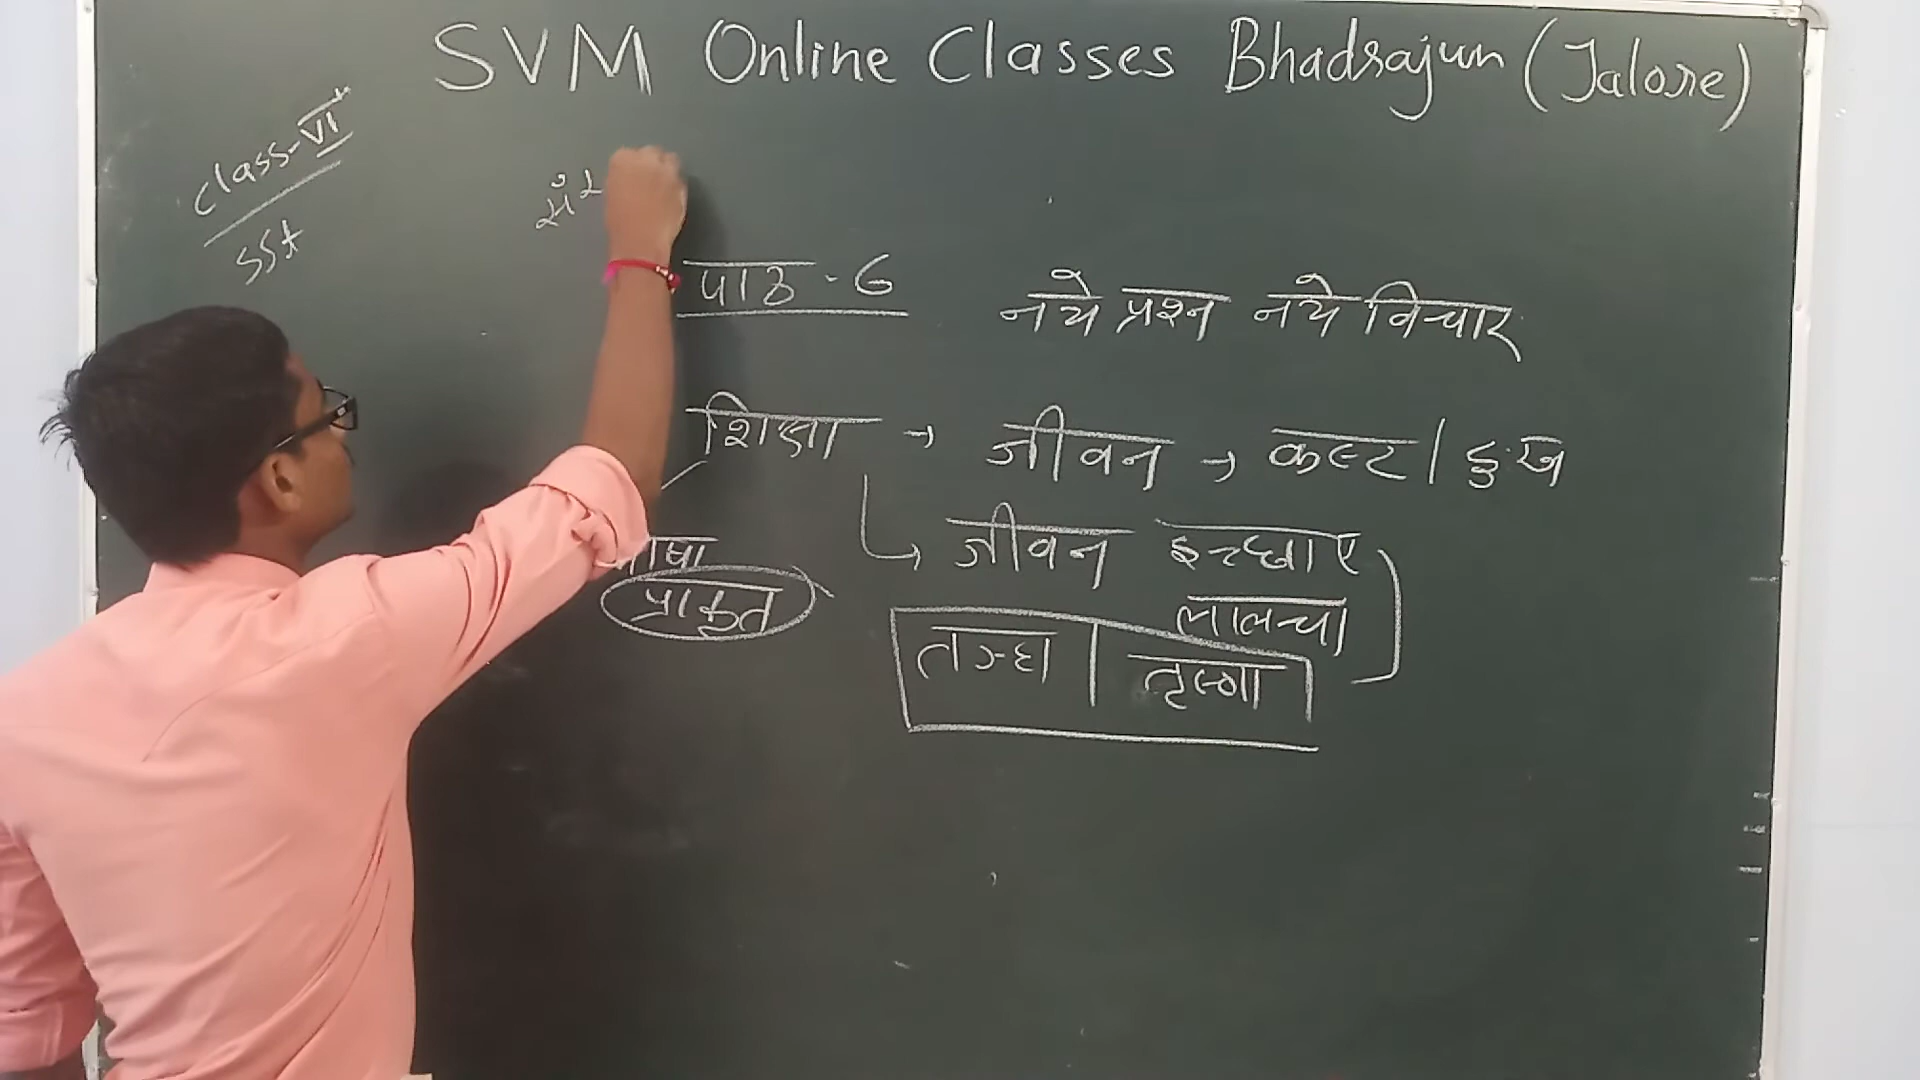 SVM Online Classes Bhadrajun (Jalore)
Class-VI
SSt
पाठ - 6 नये प्रश्न नये विचार
शिक्षा → जीवन → कष्ट / दुःख
जीवन इच्छाए
लालचा
प्राकृत
तन्हा | तृष्णा